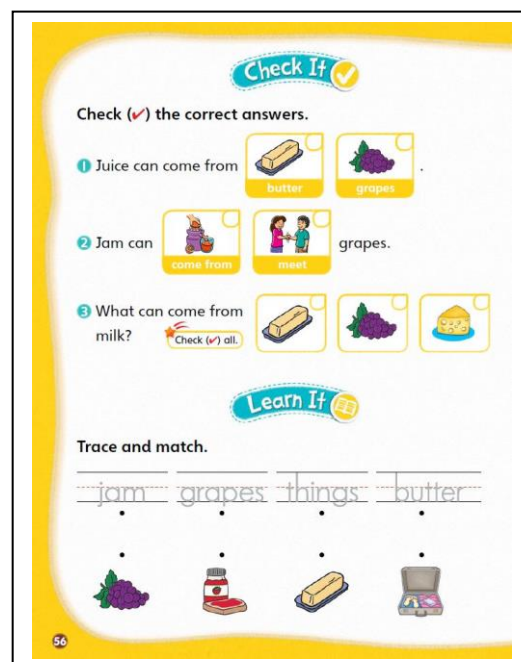 Check It
Check (✔) the correct answers.
1 Juice can come from butter grapes .
2 Jam can come from meet grapes.
3 What can come from
milk? Check (✔) all.
Learn It
Trace and match.
jam grapes things butter
56